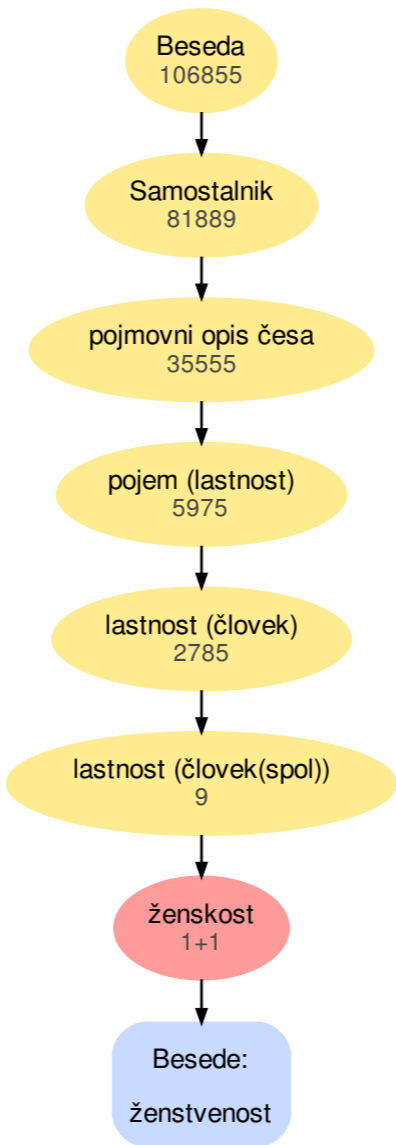 Beseda
106855
Samostalnik
81889
pojmovni opis česa
35555
pojem (lastnost)
5975
lastnost (človek)
2785
lastnost (človek(spol))
9
ženskost
1+1
Besede:
ženstvenost